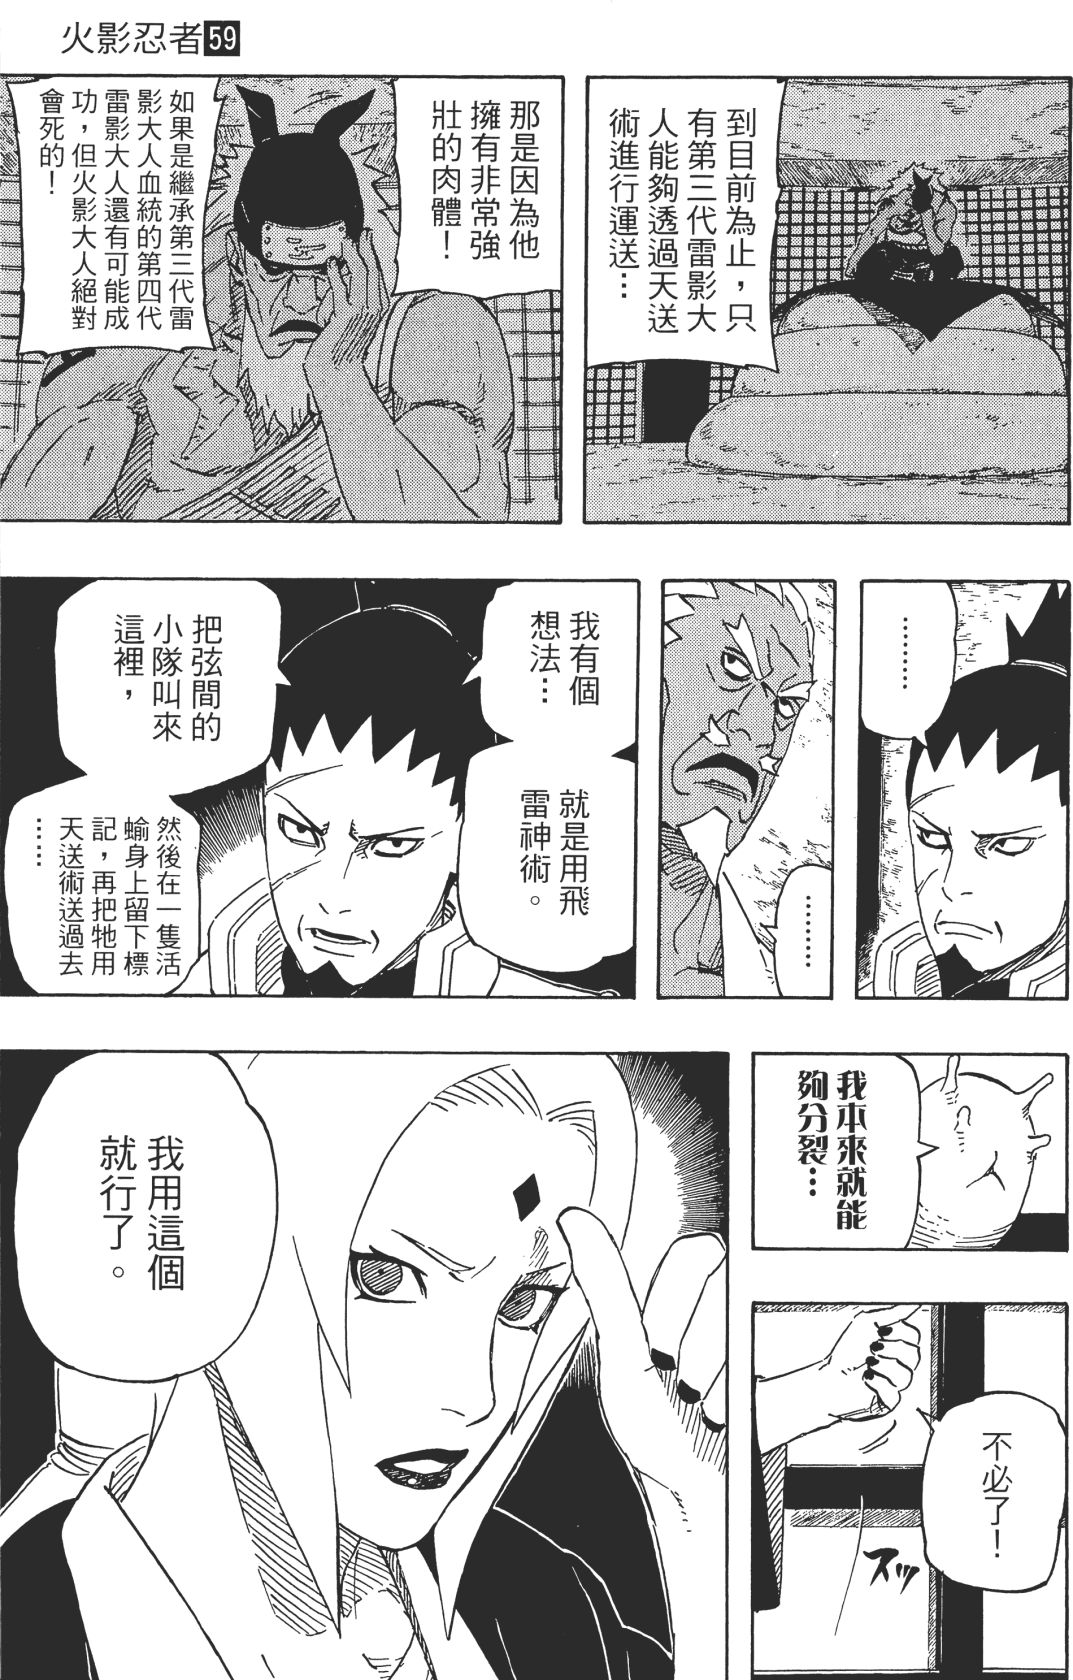 火影忍者59
到目前為止，只
有第三代雷影大
人能夠透過天送
術進行運送…
那是因為他
擁有非常強
壯的肉體！
如果是繼承第三代雷
影大人血統的第四代
雷影大人還有可能成
功，但火影大人絕對
會死的！
………
………
我有個
想法…
就是用飛
雷神術。
把弦間的
小隊叫來
這裡，
然後在一隻活
蝓身上留下標
記，再把牠用
天送術送過去
……
我本來就能
夠分裂…
不必了！
スッ
我用這個
就行了。